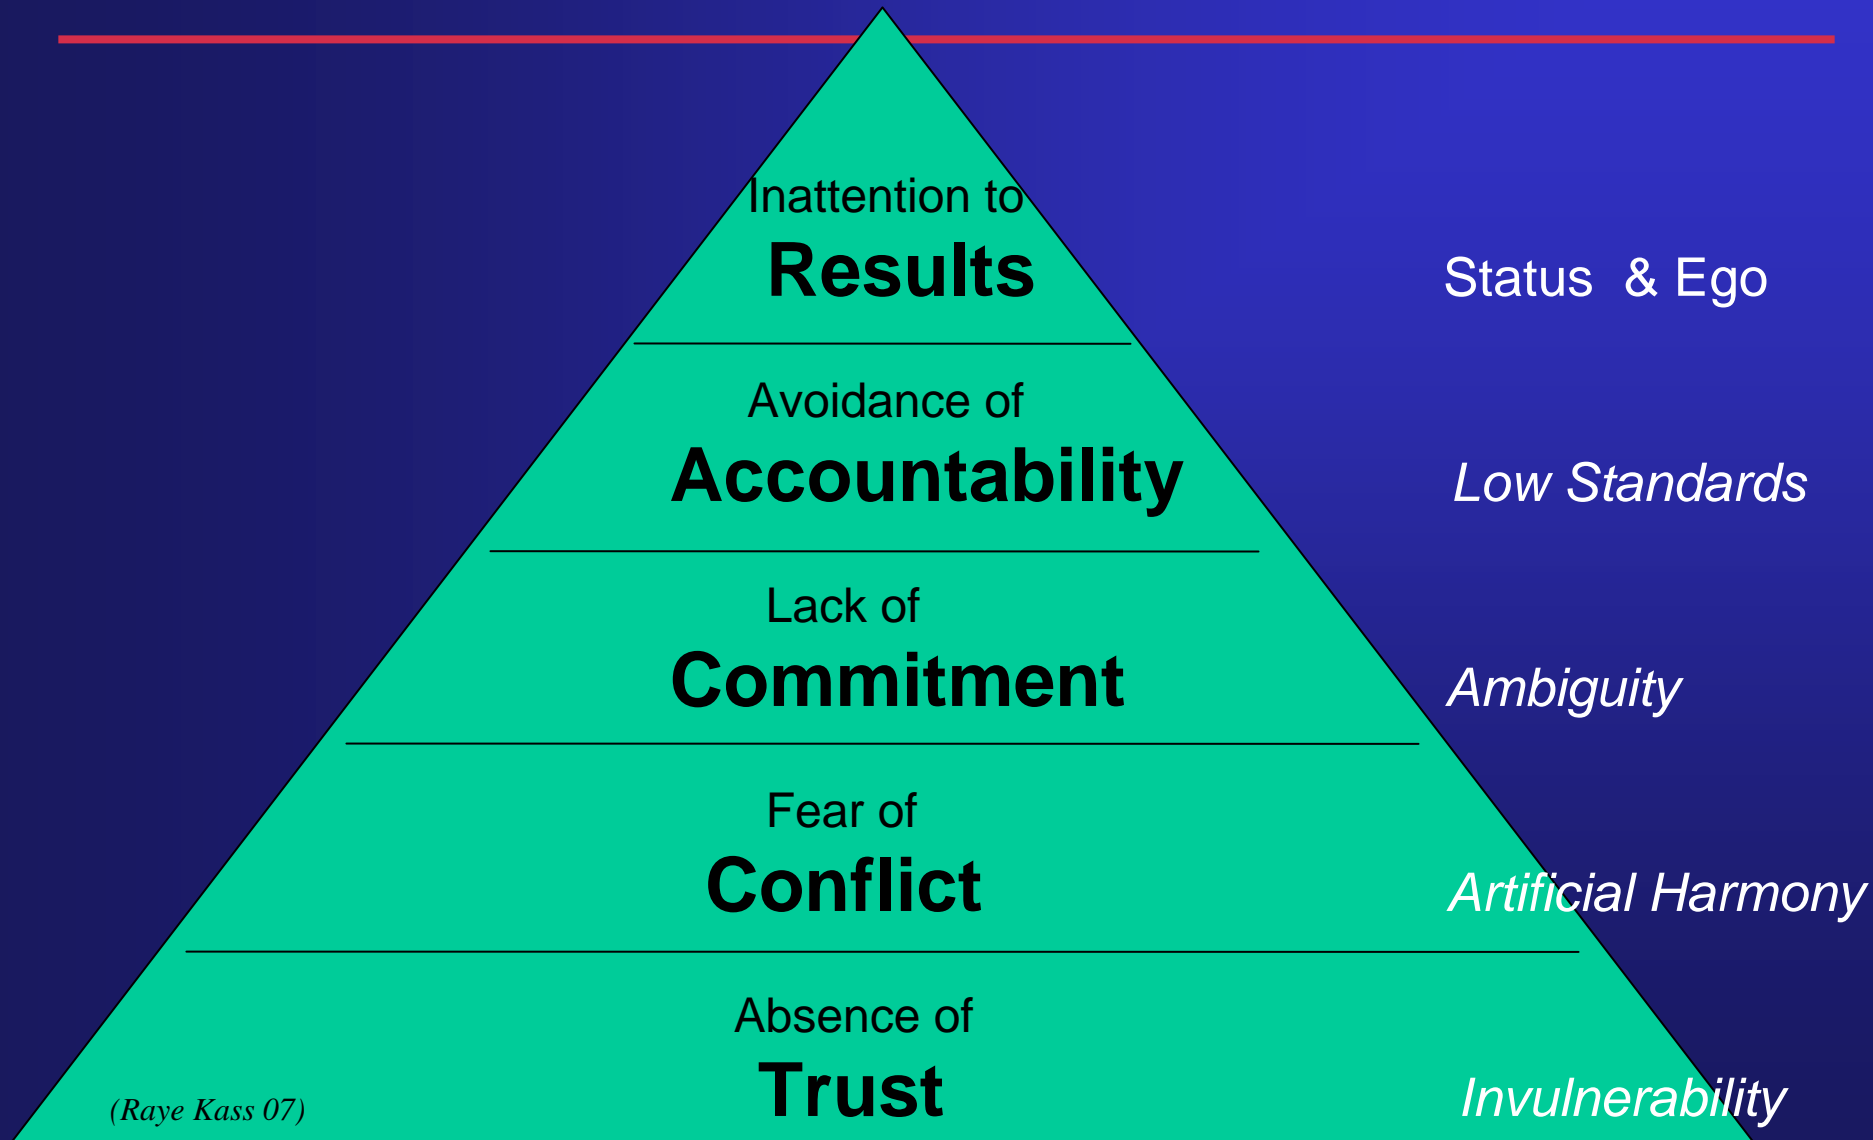 Inattention to
Results
Status & Ego
Avoidance of
Accountability
Low Standards
Lack of
Commitment
Ambiguity
Fear of
Conflict
Artificial Harmony
Absence of
Trust
Invulnerability
(Raye Kass 07)